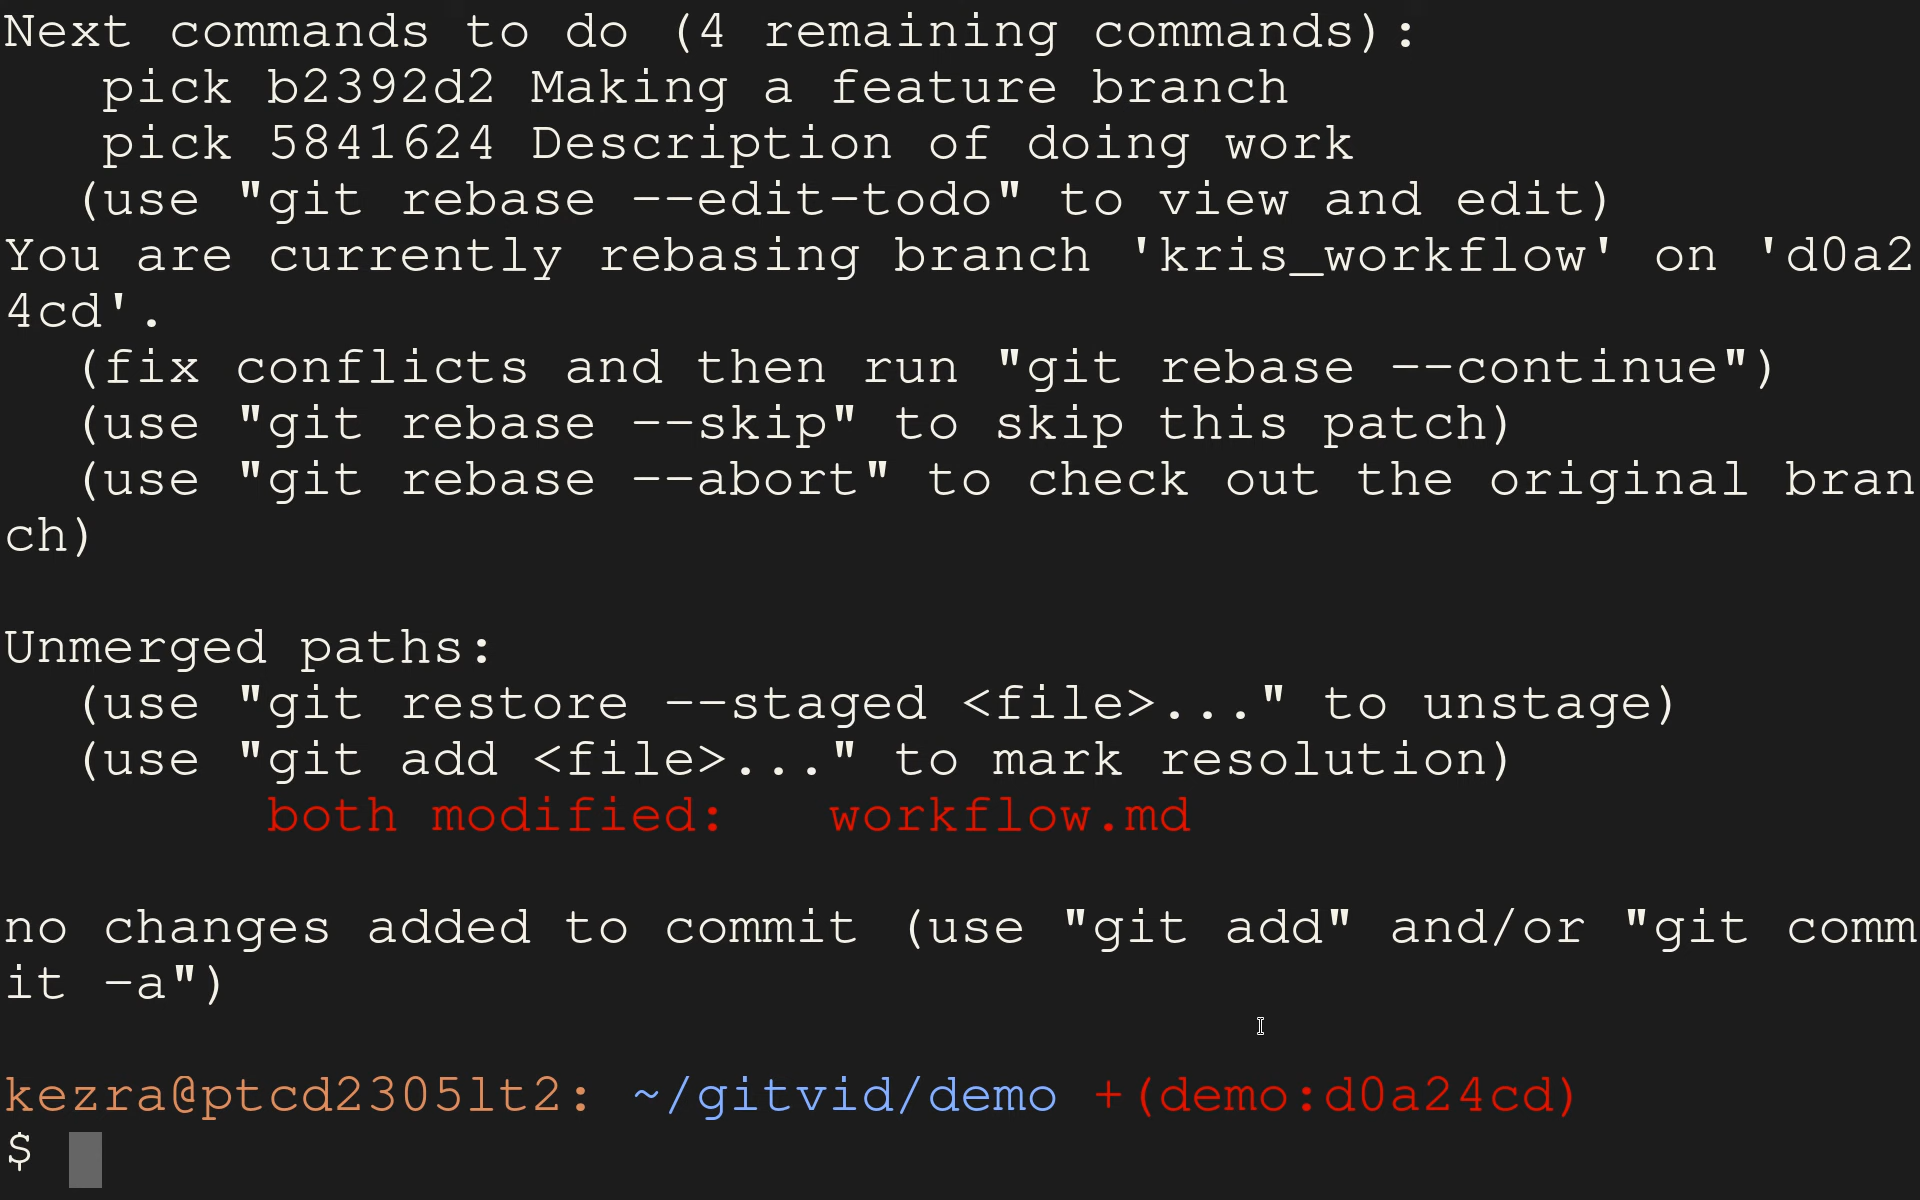 Next commands to do (4 remaining commands):
   pick b2392d2 Making a feature branch
   pick 5841624 Description of doing work
  (use "git rebase --edit-todo" to view and edit)
You are currently rebasing branch 'kris_workflow' on 'd0a2
4cd'.
  (fix conflicts and then run "git rebase --continue")
  (use "git rebase --skip" to skip this patch)
  (use "git rebase --abort" to check out the original bran
ch)

Unmerged paths:
  (use "git restore --staged <file>..." to unstage)
  (use "git add <file>..." to mark resolution)
        both modified:   workflow.md

no changes added to commit (use "git add" and/or "git comm
it -a")

kezra@ptcd2305lt2: ~/gitvid/demo +(demo:d0a24cd)
$